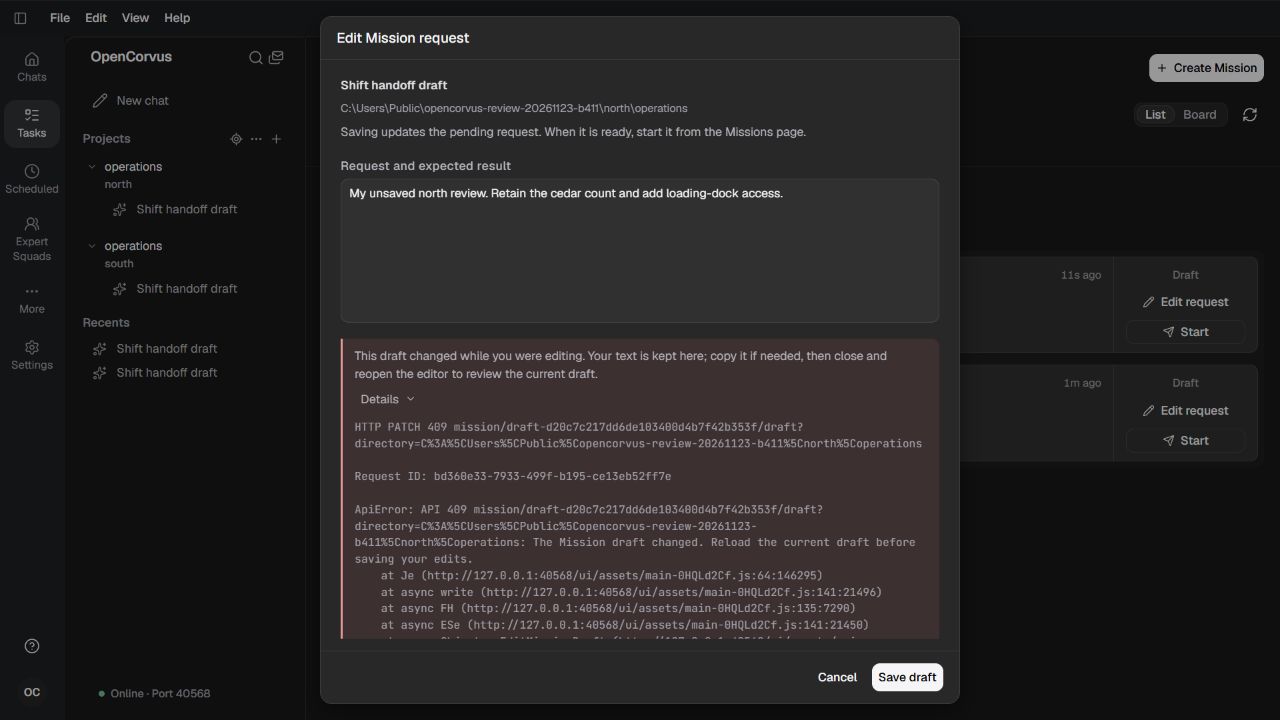 File Edit View Help
OpenCorvus
Chats
Tasks
Scheduled
Expert
Squads
More
Settings
OC
New chat
Projects
operations
north
Shift handoff draft
operations
south
Shift handoff draft
Recents
Shift handoff draft
Shift handoff draft
Online · Port 40568
Edit Mission request
Shift handoff draft
C:\Users\Public\opencorvus-review-20261123-b411\north\operations
Saving updates the pending request. When it is ready, start it from the Missions page.
Request and expected result
My unsaved north review. Retain the cedar count and add loading-dock access.
This draft changed while you were editing. Your text is kept here; copy it if needed, then close and
reopen the editor to review the current draft.
Details
HTTP PATCH 409 mission/draft-d20c7c217dd6de103400d4b7f42b353f/draft?
directory=C%3A%5CUsers%5CPublic%5Copencorvus-review-20261123-b411%5Cnorth%5Coperations
Request ID: bd360e33-7933-499f-b195-ce13eb52ff7e
ApiError: API 409 mission/draft-d20c7c217dd6de103400d4b7f42b353f/draft?
directory=C%3A%5CUsers%5CPublic%5Copencorvus-review-20261123-
b411%5Cnorth%5Coperations: The Mission draft changed. Reload the current draft before
saving your edits.
at Je (http://127.0.0.1:40568/ui/assets/main-0HQLd2Cf.js:64:146295)
at async write (http://127.0.0.1:40568/ui/assets/main-0HQLd2Cf.js:141:21496)
at async FH (http://127.0.0.1:40568/ui/assets/main-0HQLd2Cf.js:135:7290)
at async ESe (http://127.0.0.1:40568/ui/assets/main-0HQLd2Cf.js:141:21450)
Cancel
Save draft
Create Mission
List
Board
11s ago
Draft
Edit request
Start
1m ago
Draft
Edit request
Start